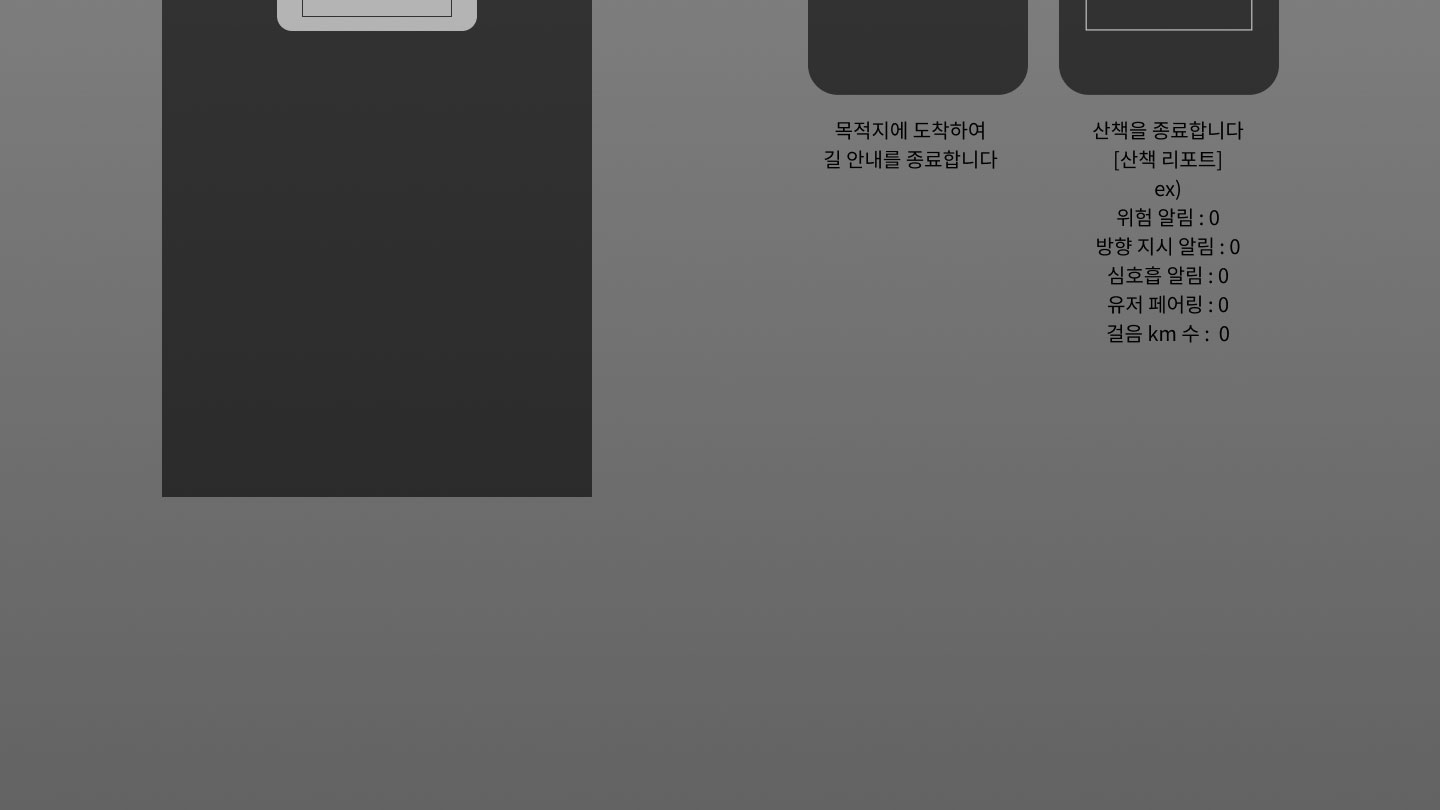 목적지에 도착하여
길 안내를 종료합니다
산책을 종료합니다
[산책 리포트]
ex)
위험 알림 : 0
방향 지시 알림 : 0
심호흡 알림 : 0
유저 페어링 : 0
걸음 km 수 :  0